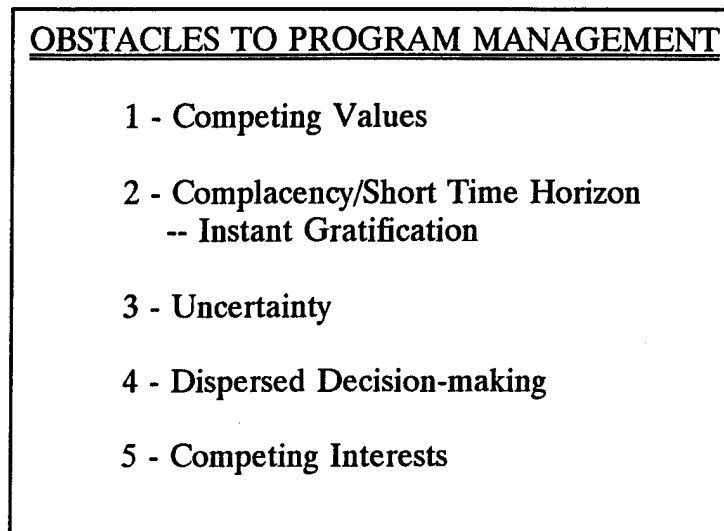 OBSTACLES TO PROGRAM MANAGEMENT
1 - Competing Values
2 - Complacency/Short Time Horizon
-- Instant Gratification
3 - Uncertainty
4 - Dispersed Decision-making
5 - Competing Interests